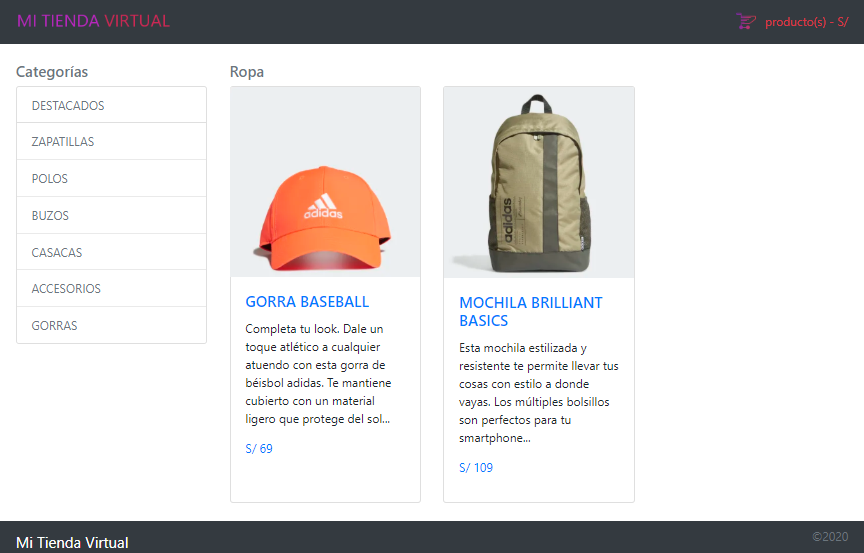 MI TIENDA VIRTUAL
producto(s) - S/
Categorías
DESTACADOS
ZAPATILLAS
POLOS
BUZOS
CASACAS
ACCESORIOS
GORRAS
Ropa
adidas
GORRA BASEBALL
Completa tu look. Dale un
toque atlético a cualquier
atuendo con esta gorra de
béisbol adidas. Te mantiene
cubierto con un material
ligero que protege del sol...
S/ 69
adidas
MOCHILA BRILLIANT
BASICS
Esta mochila estilizada y
resistente te permite llevar tus
cosas con estilo a donde
vayas. Los múltiples bolsillos
son perfectos para tu
smartphone...
S/ 109
Mi Tienda Virtual
©2020